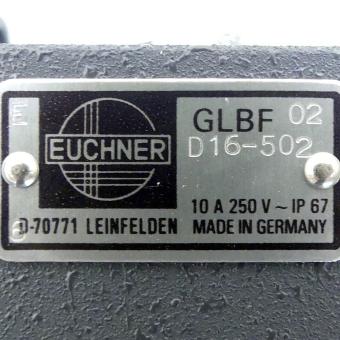 EUCHNER
GLBF 02
D16-502
10 A 250 V ~ IP 67
D-70771 LEINFELDEN MADE IN GERMANY